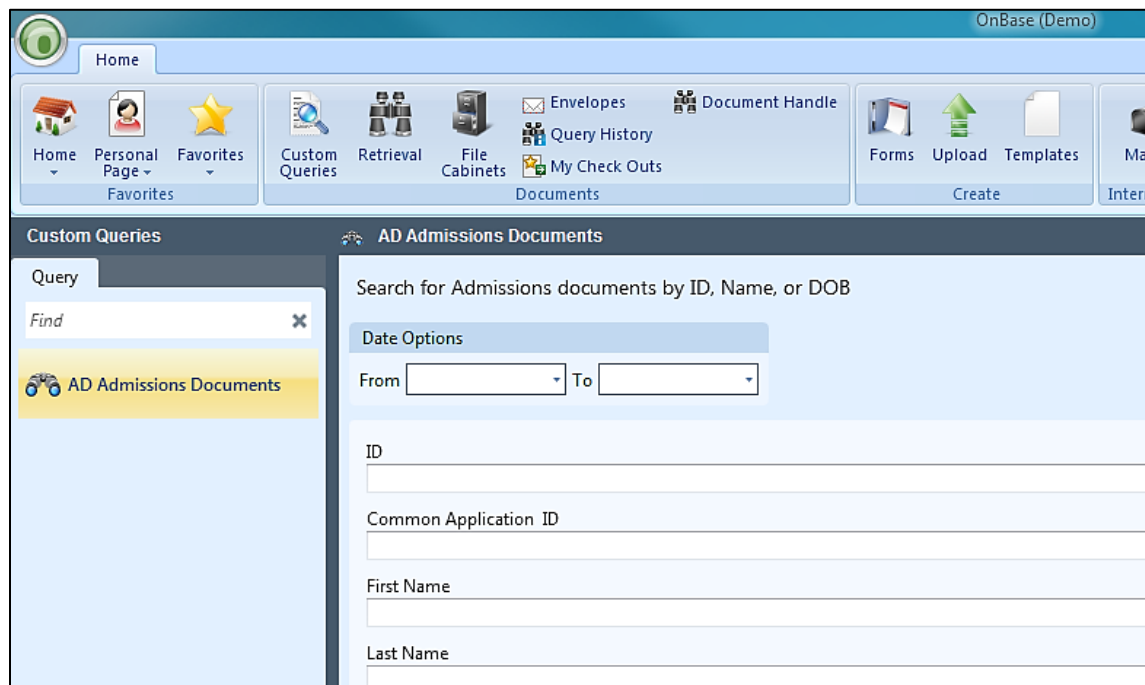 OnBase (Demo)
Home
Home
Personal Page
Favorites
Favorites
Custom Queries
Retrieval
File Cabinets
Envelopes
Query History
My Check Outs
Document Handle
Documents
Forms
Upload
Templates
Create
Ma
Inter
Custom Queries
AD Admissions Documents
Query
Find
AD Admissions Documents
Search for Admissions documents by ID, Name, or DOB
Date Options
From
To
ID
Common Application ID
First Name
Last Name